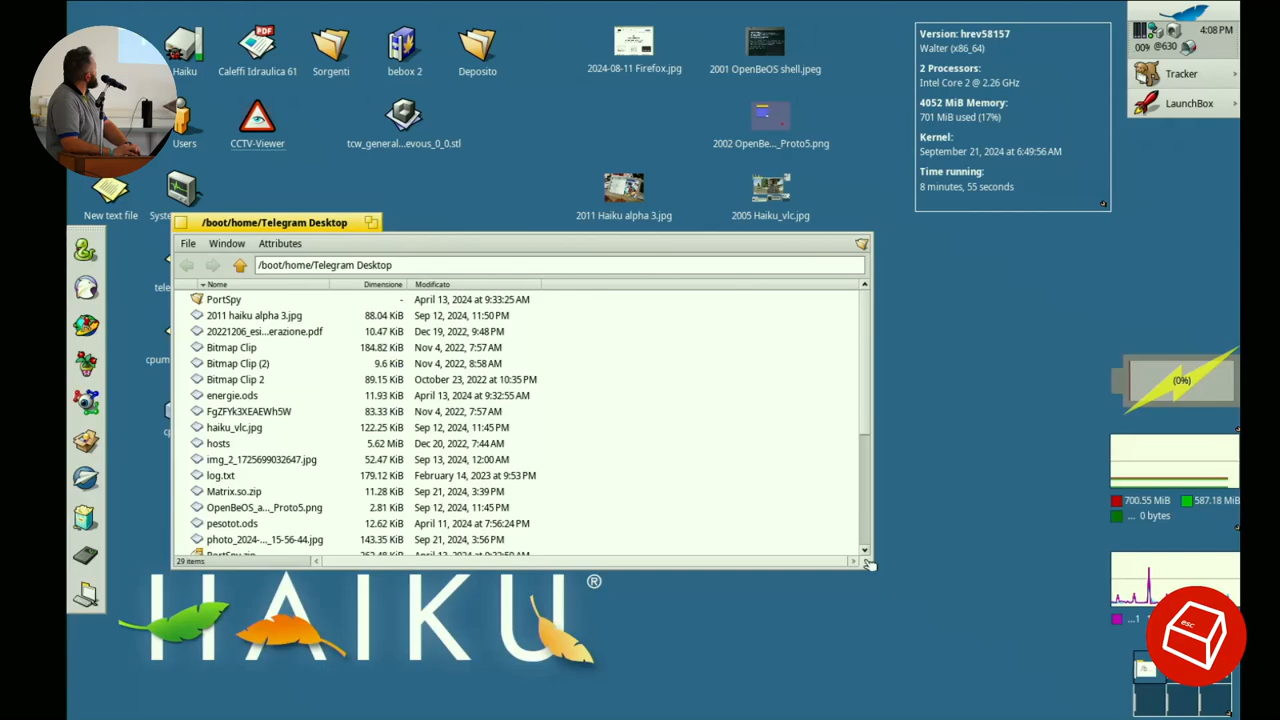 Haiku
Caleffi Idraulica 61
Sorgenti
bebox 2
Deposito
2024-08-11 Firefox.jpg
2001 OpenBeOS shell.jpeg
Users
CCTV-Viewer
tcw_general...evous_0_0.stl
2002 OpenBe..._Proto5.png
New text file
2011 Haiku alpha 3.jpg
2005 Haiku_vlc.jpg
Version: hrev58157
Walter (x86_64)
2 Processors:
Intel Core 2 @ 2.26 GHz
4052 MiB Memory:
701 MiB used (17%)
Kernel:
September 21, 2024 at 6:49:56 AM
Time running:
8 minutes, 55 seconds
4:08 PM
00% @630
Tracker
LaunchBox
/boot/home/Telegram Desktop
File Window Attributes
/boot/home/Telegram Desktop
Nome Dimensione Modificato
PortSpy - April 13, 2024 at 9:33:25 AM
2011 haiku alpha 3.jpg 88.04 KiB Sep 12, 2024, 11:50 PM
20221206_esi...erazione.pdf 10.47 KiB Dec 19, 2022, 9:48 PM
Bitmap Clip 184.82 KiB Nov 4, 2022, 7:57 AM
Bitmap Clip (2) 9.6 KiB Nov 4, 2022, 8:58 AM
Bitmap Clip 2 89.15 KiB October 23, 2022 at 10:35 PM
energie.ods 11.93 KiB April 13, 2024 at 9:32:55 AM
FgZFYk3XEAEWh5W 83.33 KiB Nov 4, 2022, 7:57 AM
haiku_vlc.jpg 122.25 KiB Sep 12, 2024, 11:45 PM
hosts 5.62 MiB Dec 20, 2022, 7:44 AM
img_2_1725699032647.jpg 52.47 KiB Sep 13, 2024, 12:00 AM
log.txt 179.12 KiB February 14, 2023 at 9:53 PM
Matrix.so.zip 11.28 KiB Sep 21, 2024, 3:39 PM
OpenBeOS_a..._Proto5.png 2.81 KiB Sep 12, 2024, 11:45 PM
pesotot.ods 12.62 KiB April 11, 2024 at 7:56:24 PM
photo_2024-..._15-56-44.jpg 143.35 KiB Sep 21, 2024, 3:56 PM
29 items
(0%)
700.55 MiB 587.18 MiB
... 0 bytes
...1
HAIKU®
esc